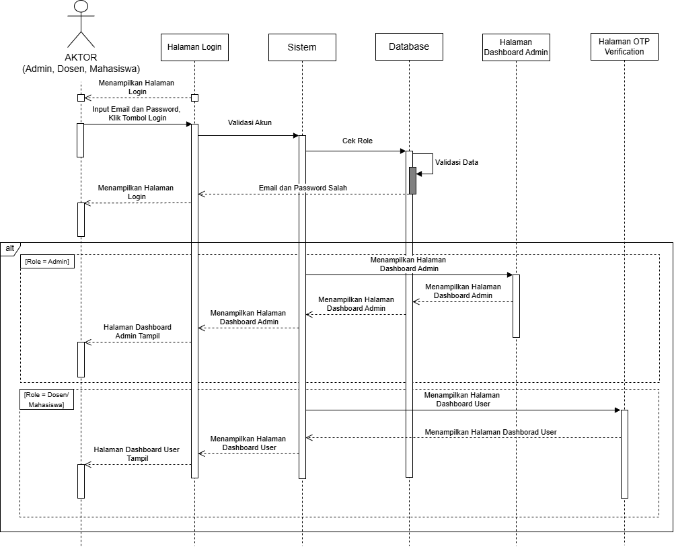 AKTOR
(Admin, Dosen, Mahasiswa)
Halaman Login
Sistem
Database
Halaman
Dashboard Admin
Halaman OTP
Verification
Menampilkan Halaman
Login
Input Email dan Password,
Klik Tombol Login
Validasi Akun
Cek Role
Validasi Data
Email dan Password Salah
Menampilkan Halaman
Login
alt
[Role = Admin]
Menampilkan Halaman
Dashboard Admin
Menampilkan Halaman
Dashboard Admin
Menampilkan Halaman
Dashboard Admin
Menampilkan Halaman
Dashboard Admin
Halaman Dashboard
Admin Tampil
[Role = Dosen/
Mahasiswa]
Menampilkan Halaman
Dashboard User
Menampilkan Halaman Dashborad User
Menampilkan Halaman
Dashboard User
Halaman Dashboard User
Tampil